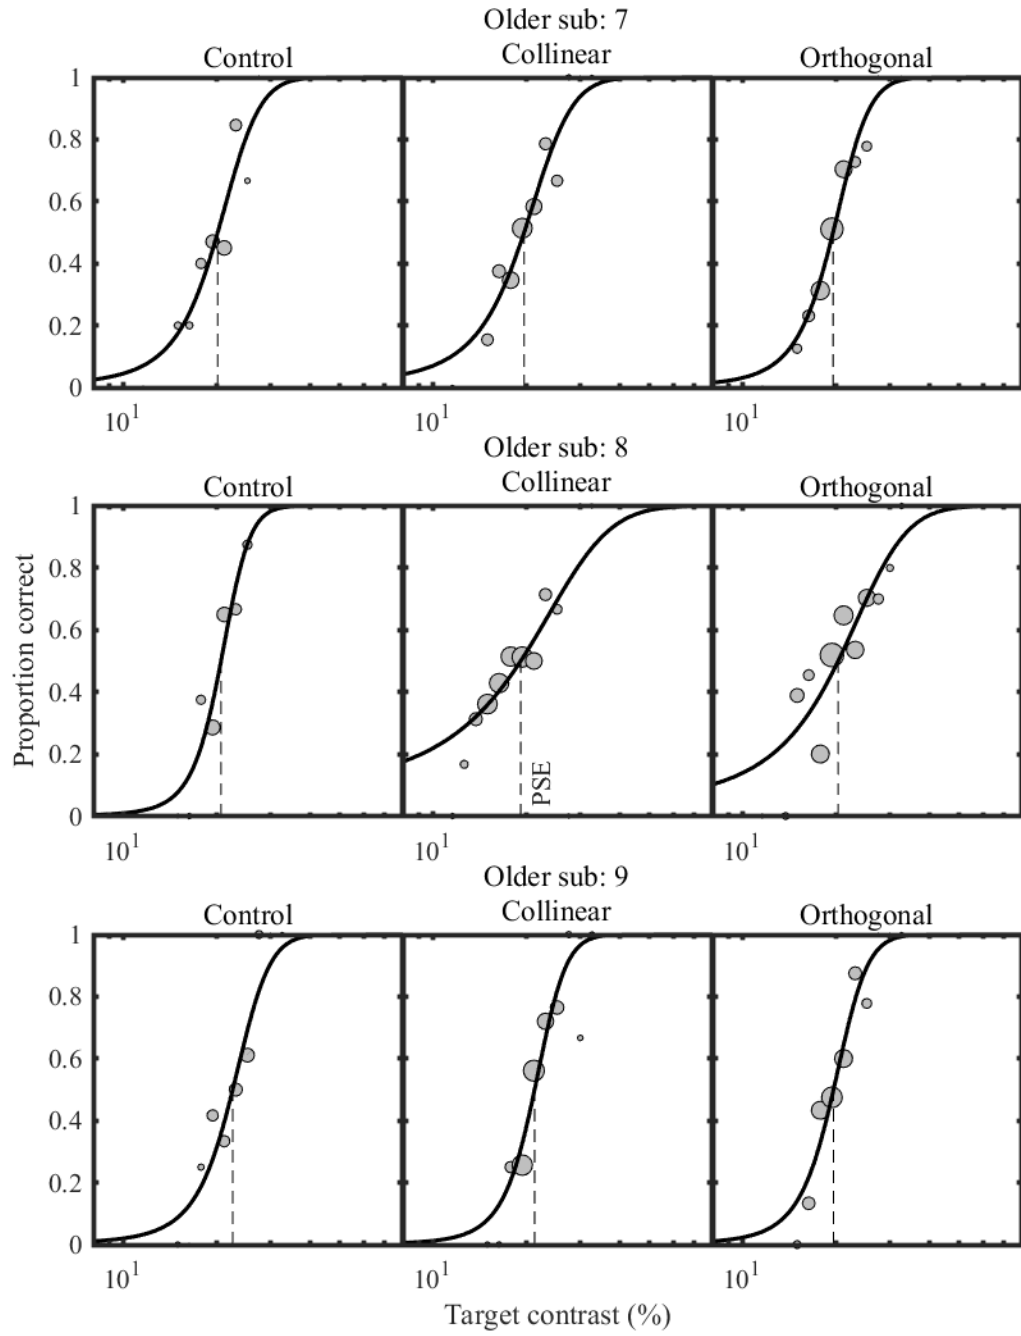 Older sub: 7
Control
Collinear
Orthogonal
1
0.8
0.6
0.4
0.2
0
10^1
10^1
10^1
Older sub: 8
Control
Collinear
Orthogonal
1
0.8
0.6
0.4
0.2
0
Proportion correct
PSE
10^1
10^1
10^1
Older sub: 9
Control
Collinear
Orthogonal
1
0.8
0.6
0.4
0.2
0
10^1
10^1
10^1
Target contrast (%)